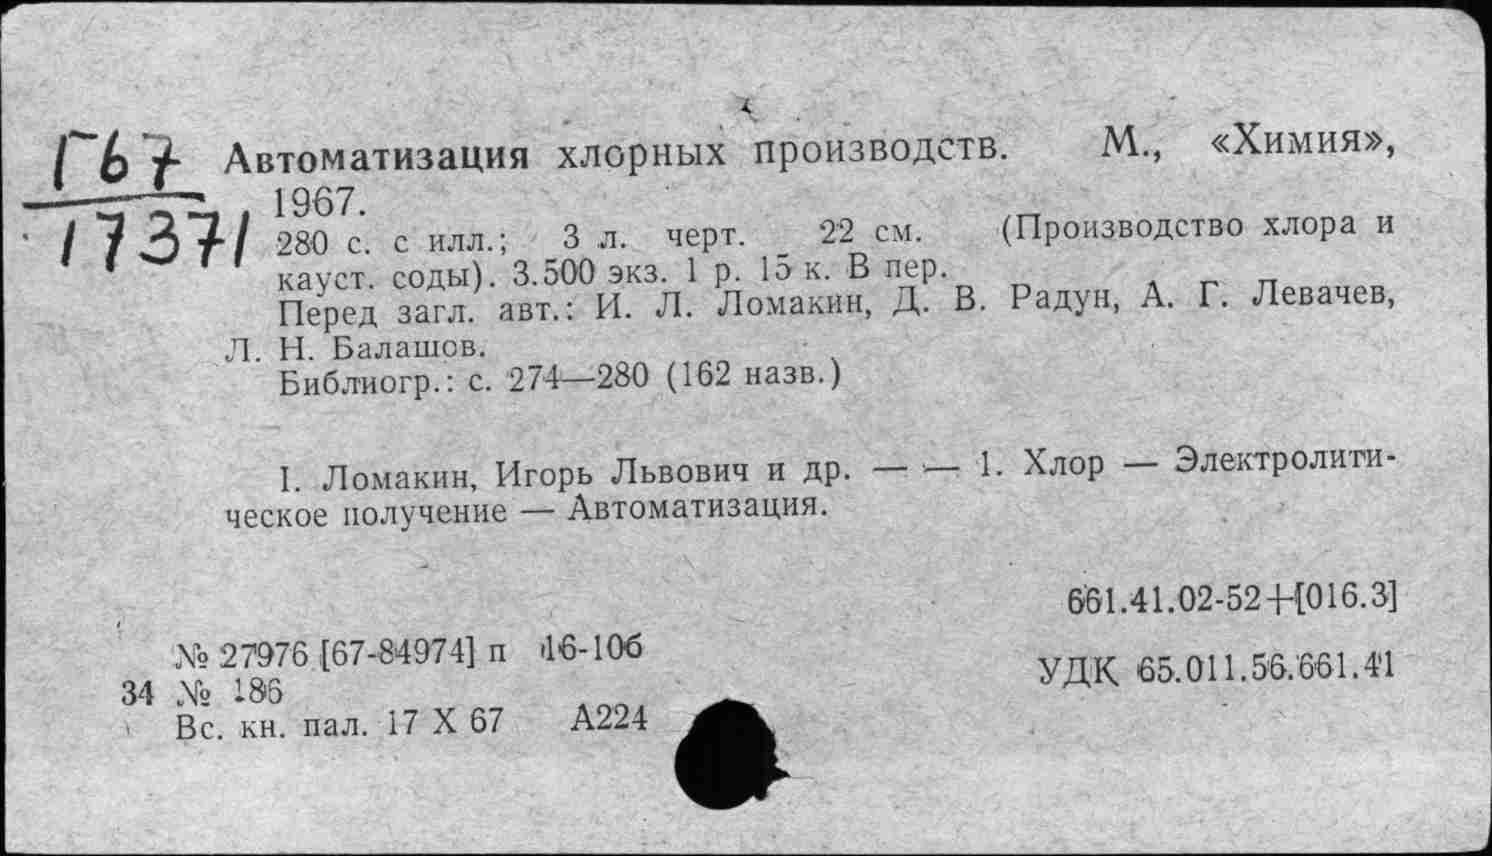 Г67
17371
Автоматизация хлорных производств. М., «Химия»,
1967.
280 с. с илл.; 3 л. черт. 22 см. (Производство хлора и
кауст. соды). 3.500 экз. 1 р. 15 к. В пер.
Перед загл. авт.: И. Л. Ломакин, Д. В. Радун, А. Г. Левачев,
Л. Н. Балашов.
Библиогр.: с. 274—280 (162 назв.)
I. Ломакин, Игорь Львович и др. — — 1. Хлор — Электролити-
ческое получение — Автоматизация.
661.41.02-52+[016.3]
№ 27976 [67-84974] п 16-10б
УДК 65.011.56.661.41
34 № 186
Вс. кн. пал. 17 X 67 А224